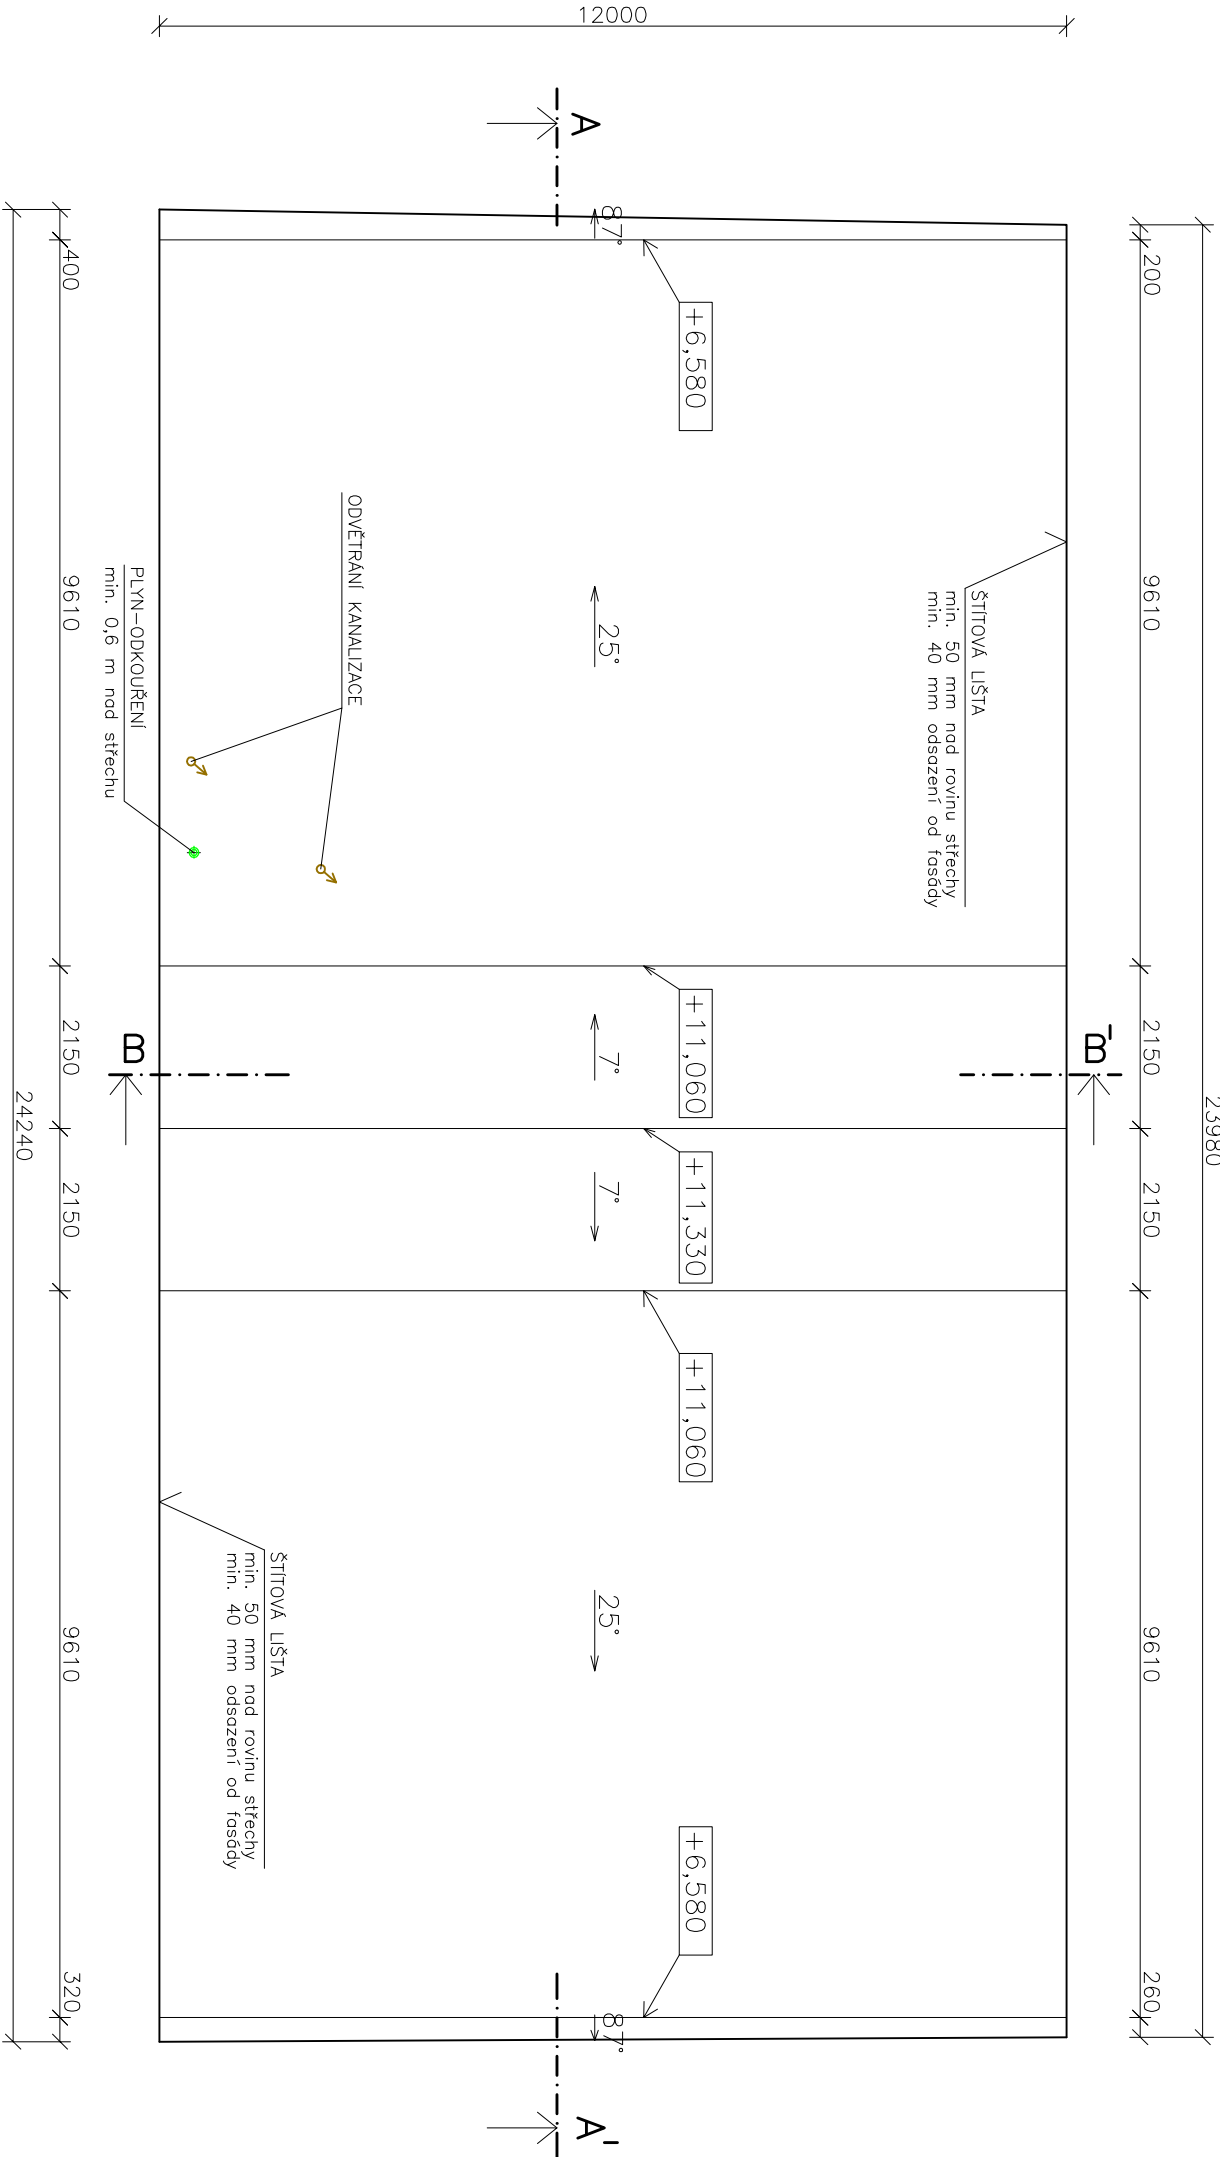 12000
A
87°
400
200
+6,580
ODVĚTRÁNÍ KANALIZACE
PLYN-ODKOUŘENÍ
min. 0,6 m nad střechu
9610
9610
25°
ŠTÍTOVÁ LIŠTA
min. 50 mm nad rovinu střechy
min. 40 mm odsazení od fasády
+11,060
2150
B
7°
B'
2150
24240
23980
+11,330
2150
7°
2150
+11,060
25°
9610
9610
ŠTÍTOVÁ LIŠTA
min. 50 mm nad rovinu střechy
min. 40 mm odsazení od fasády
+6,580
320
260
87°
A'